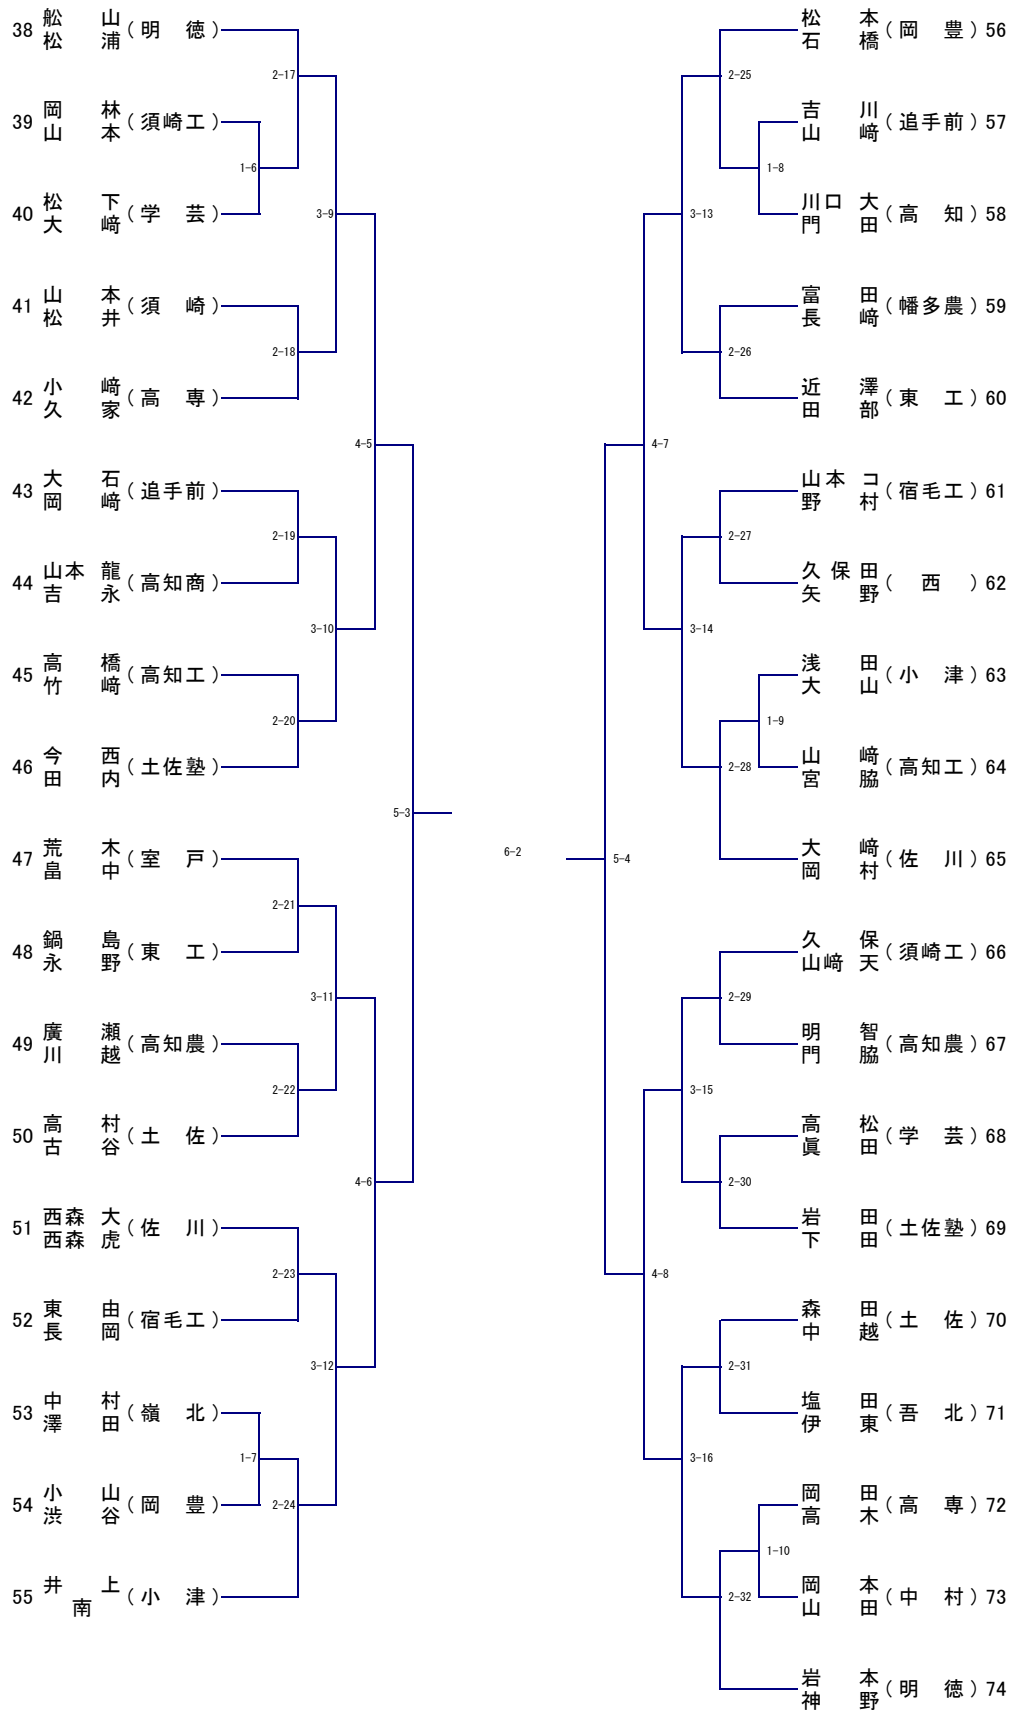 38 舩山 松浦 (明徳)
2-17
39 岡林 山本 (須崎工)
1-6
40 松下 大﨑 (学芸)
3-9
41 山本 松井 (須崎)
2-18
42 小﨑 久家 (高専)
4-5
43 大石 岡﨑 (追手前)
2-19
44 山本龍 吉永 (高知商)
3-10
45 高橋 竹﨑 (高知工)
2-20
46 今西 田内 (土佐塾)
5-3
47 荒木 畠中 (室戸)
2-21
48 鍋島 永野 (東工)
3-11
49 廣瀬 川越 (高知農)
2-22
50 高村 古谷 (土佐)
4-6
51 西森大 西森虎 (佐川)
2-23
52 東由 長岡 (宿毛工)
3-12
53 中村 澤田 (嶺北)
1-7
54 小山 渋谷 (岡豊)
2-24
55 井上 南 (小津)
6-2
松本 石橋 (岡豊) 56
2-25
吉川 山﨑 (追手前) 57
1-8
川口大 門田 (高知) 58
3-13
富田 長﨑 (幡多農) 59
2-26
近澤 田部 (東工) 60
4-7
山本コ 野村 (宿毛工) 61
2-27
久保田 矢野 (西) 62
3-14
浅田 大山 (小津) 63
1-9
山﨑 宮脇 (高知工) 64
2-28
大﨑 岡村 (佐川) 65
5-4
久保 山﨑天 (須崎工) 66
2-29
明智 門脇 (高知農) 67
3-15
高松 眞田 (学芸) 68
2-30
岩田 下田 (土佐塾) 69
4-8
森田 中越 (土佐) 70
2-31
塩田 伊東 (吾北) 71
3-16
岡田 高木 (高専) 72
1-10
岡本 山田 (中村) 73
2-32
岩本 神野 (明徳) 74